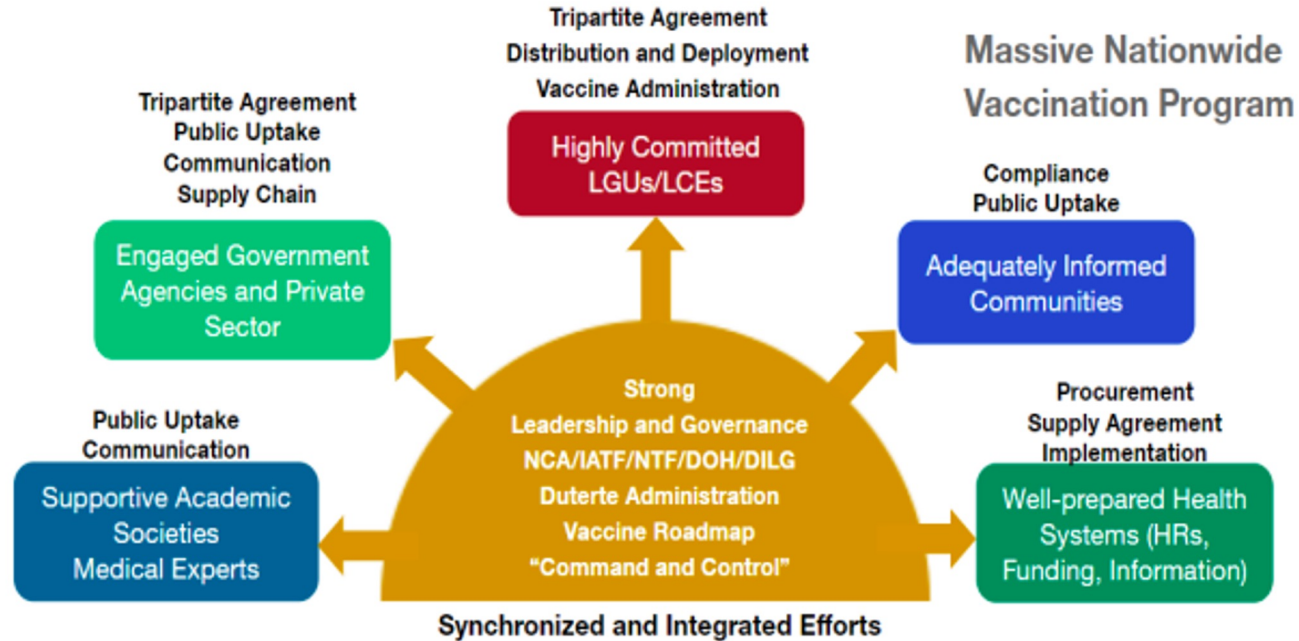 Tripartite Agreement
Distribution and Deployment
Vaccine Administration
Highly Committed
LGUs/LCEs
Massive Nationwide
Vaccination Program
Tripartite Agreement
Public Uptake
Communication
Supply Chain
Engaged Government
Agencies and Private
Sector
Compliance
Public Uptake
Adequately Informed
Communities
Public Uptake
Communication
Supportive Academic
Societies
Medical Experts
Strong
Leadership and Governance
NCA/IATF/NTF/DOH/DILG
Duterte Administration
Vaccine Roadmap
“Command and Control”
Procurement
Supply Agreement
Implementation
Well-prepared Health
Systems (HRs,
Funding, Information)
Synchronized and Integrated Efforts